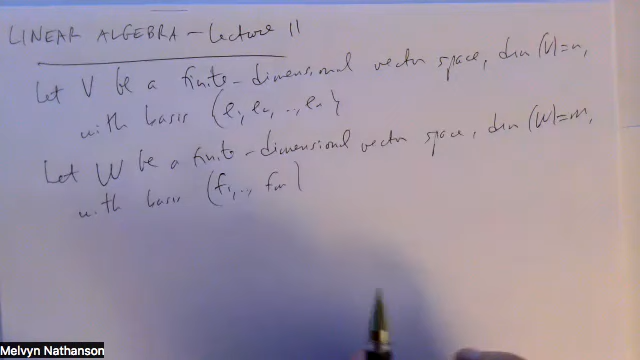 LINEAR ALGEBRA - Lecture 11
Let V be a finite-dimensional vector space, dim (V)=n,
with basis {e1, e2, .., en}
Let W be a finite-dimensional vector space, dim (W)=m,
with basis {f1, .., fm}
Melvyn Nathanson